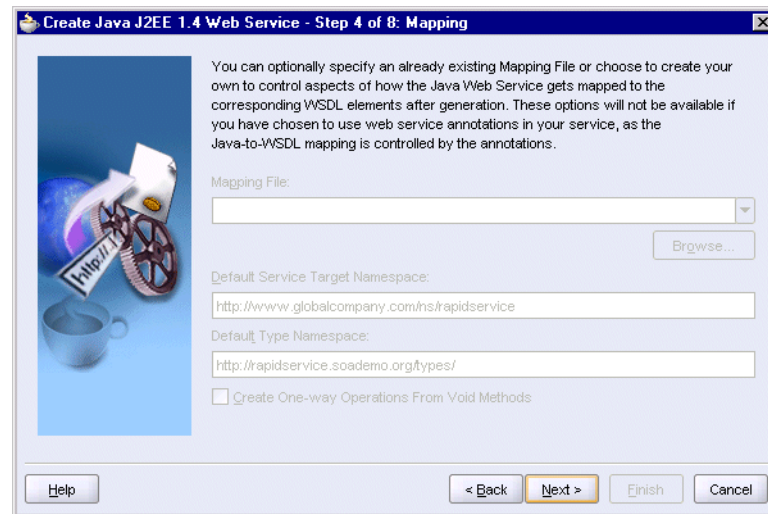 Create Java J2EE 1.4 Web Service - Step 4 of 8: Mapping
You can optionally specify an already existing Mapping File or choose to create your
own to control aspects of how the Java Web Service gets mapped to the
corresponding WSDL elements after generation. These options will not be available if
you have chosen to use web service annotations in your service, as the
Java-to-WSDL mapping is controlled by the annotations.
Mapping File:
Browse...
Default Service Target Namespace:
http://www.globalcompany.com/ns/rapidservice
Default Type Namespace:
http://rapidservice.soademo.org/types/
Create One-way Operations From Void Methods
http://
Help
< Back
Next >
Finish
Cancel